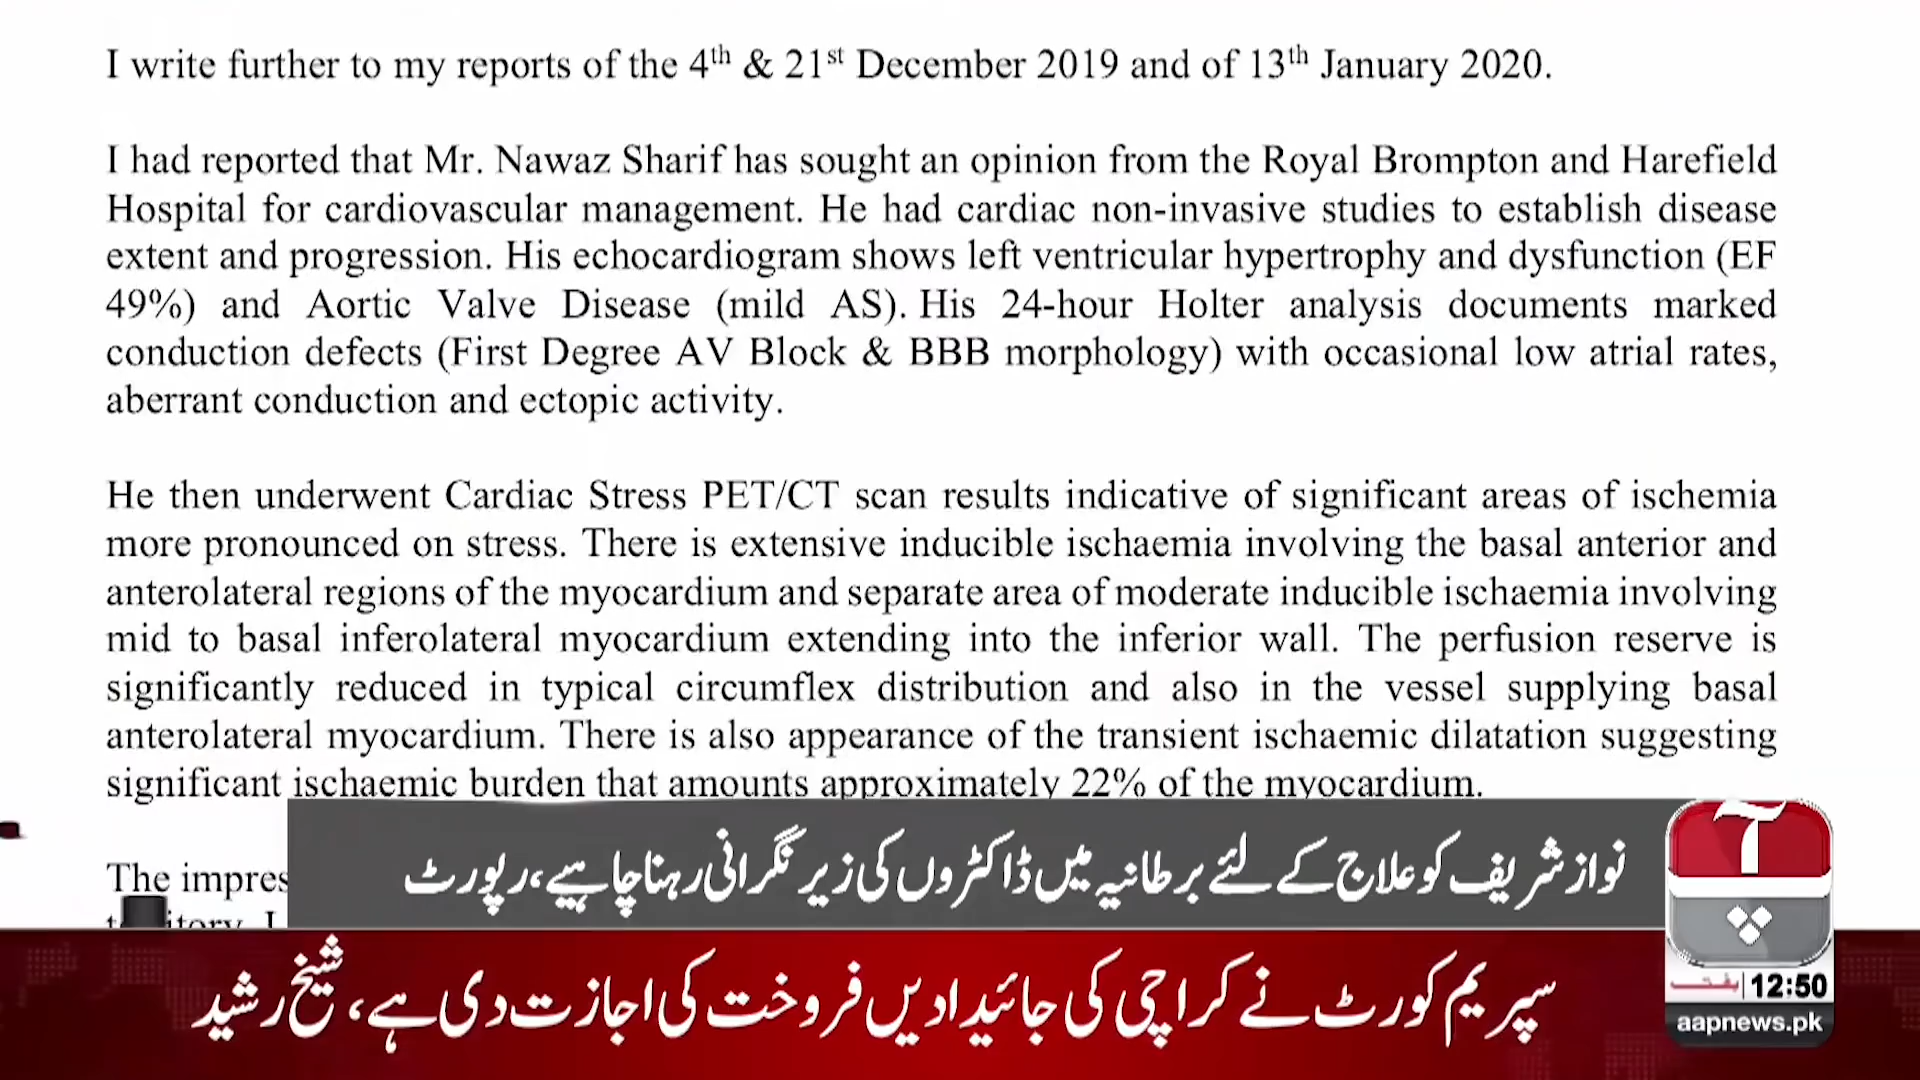 I write further to my reports of the 4th & 21st December 2019 and of 13th January 2020.
I had reported that Mr. Nawaz Sharif has sought an opinion from the Royal Brompton and Harefield
Hospital for cardiovascular management. He had cardiac non-invasive studies to establish disease
extent and progression. His echocardiogram shows left ventricular hypertrophy and dysfunction (EF
49%) and Aortic Valve Disease (mild AS). His 24-hour Holter analysis documents marked
conduction defects (First Degree AV Block & BBB morphology) with occasional low atrial rates,
aberrant conduction and ectopic activity.
He then underwent Cardiac Stress PET/CT scan results indicative of significant areas of ischemia
more pronounced on stress. There is extensive inducible ischaemia involving the basal anterior and
anterolateral regions of the myocardium and separate area of moderate inducible ischaemia involving
mid to basal inferolateral myocardium extending into the inferior wall. The perfusion reserve is
significantly reduced in typical circumflex distribution and also in the vessel supplying basal
anterolateral myocardium. There is also appearance of the transient ischaemic dilatation suggesting
significant ischaemic burden that amounts approximately 22% of the myocardium.
The impres
نواز شریف کو علاج کے لئے برطانیہ میں ڈاکٹروں کی زیر نگرانی رہنا چاہیے، رپورٹ
سپریم کورٹ نے کراچی کی جائیدادیں فروخت کی اجازت دی ہے، شیخ رشید
آپ
12:50
aapnews.pk